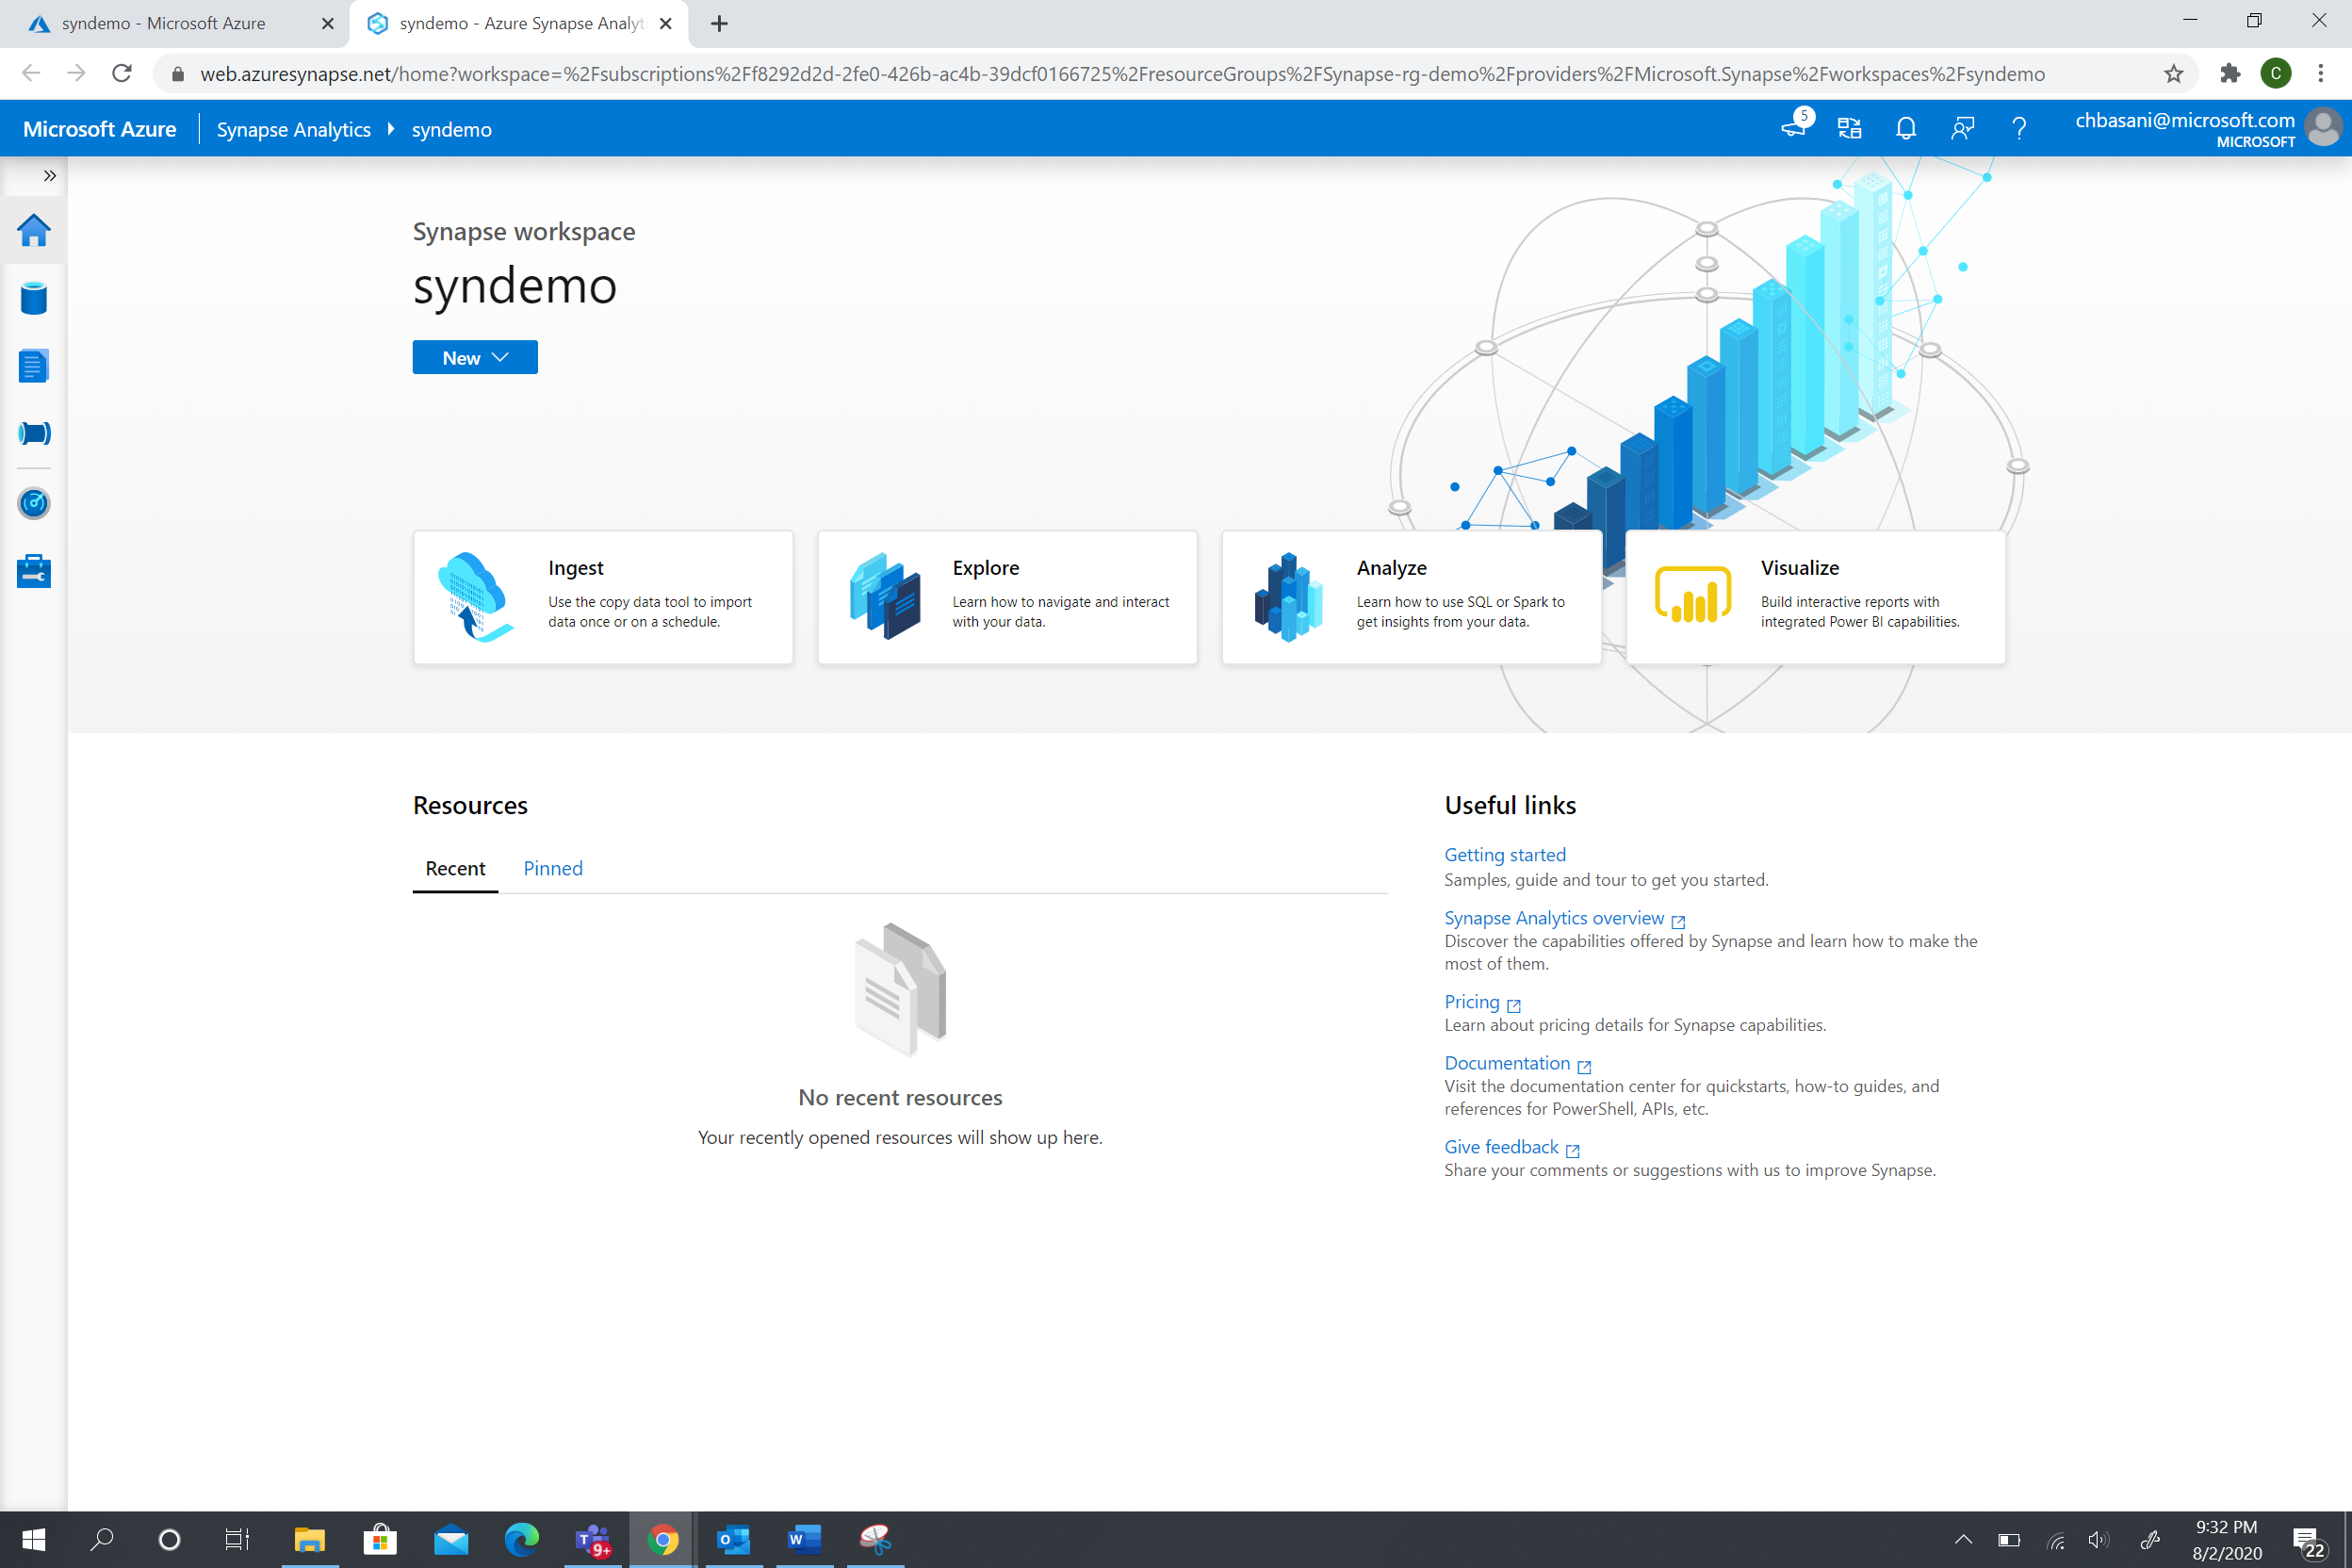 syndemo - Microsoft Azure
syndemo - Azure Synapse Analyt
web.azuresynapse.net/home?workspace=%2Fsubscriptions%2Ff8292d2d-2fe0-426b-ac4b-39dcf0166725%2FresourceGroups%2FSynapse-rg-demo%2Fproviders%2FMicrosoft.Synapse%2Fworkspaces%2Fsyndemo
C
Microsoft Azure
Synapse Analytics
syndemo
5
chbasani@microsoft.com
MICROSOFT
Synapse workspace
syndemo
New
Ingest
Use the copy data tool to import
data once or on a schedule.
Explore
Learn how to navigate and interact
with your data.
Analyze
Learn how to use SQL or Spark to
get insights from your data.
Visualize
Build interactive reports with
integrated Power BI capabilities.
Resources
Recent
Pinned
No recent resources
Your recently opened resources will show up here.
Useful links
Getting started
Samples, guide and tour to get you started.
Synapse Analytics overview
Discover the capabilities offered by Synapse and learn how to make the
most of them.
Pricing
Learn about pricing details for Synapse capabilities.
Documentation
Visit the documentation center for quickstarts, how-to guides, and
references for PowerShell, APIs, etc.
Give feedback
Share your comments or suggestions with us to improve Synapse.
T
9+
O
W
9:32 PM
8/2/2020
22